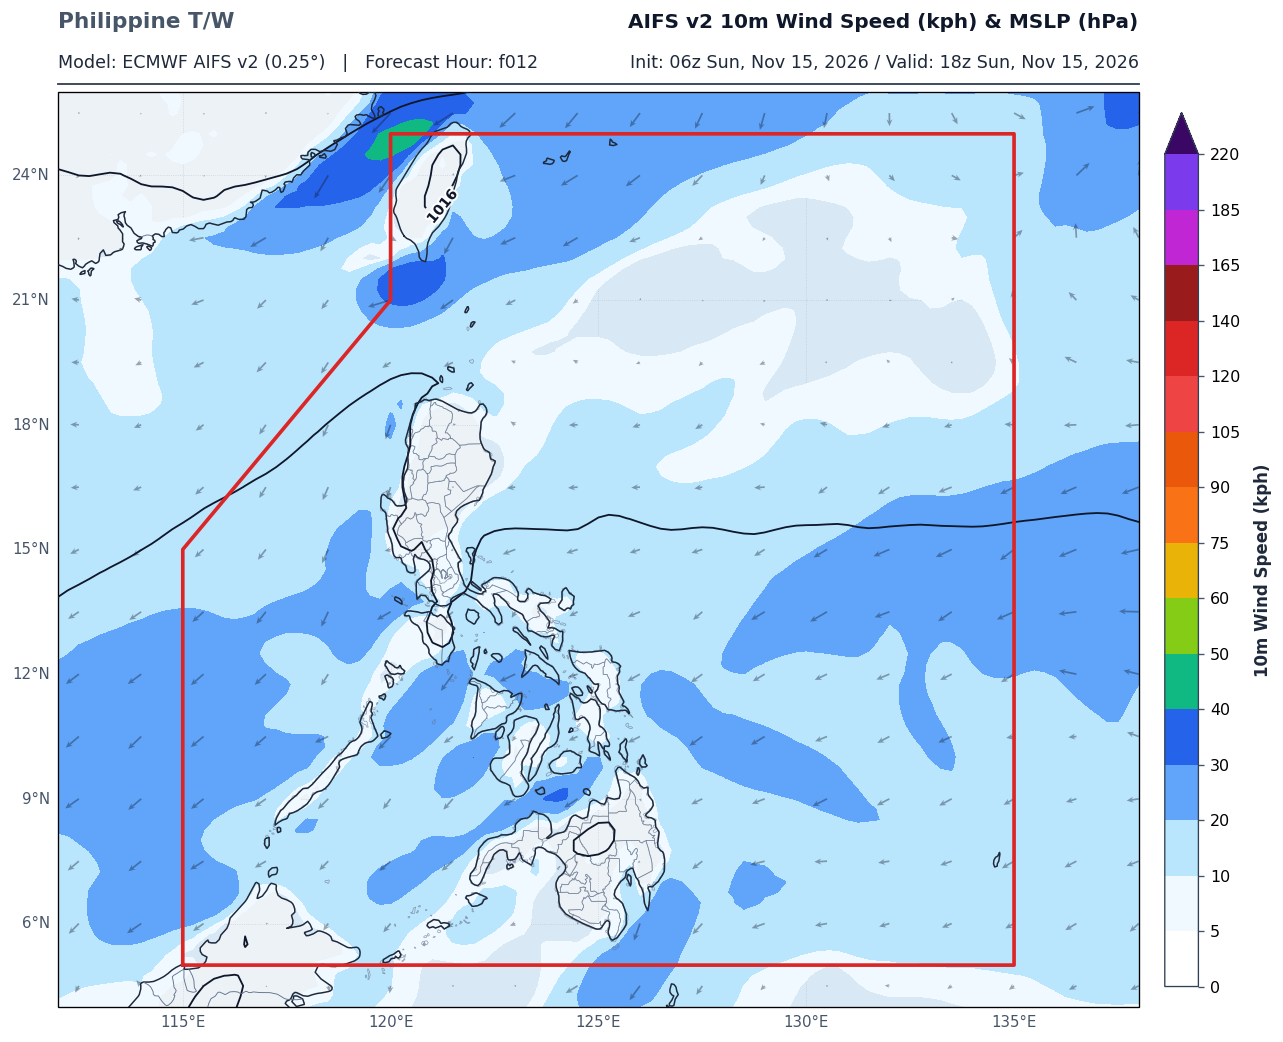 Philippine T/W
AIFS v2 10m Wind Speed (kph) & MSLP (hPa)
Model: ECMWF AIFS v2 (0.25°) | Forecast Hour: f012
Init: 06z Sun, Nov 15, 2026 / Valid: 18z Sun, Nov 15, 2026
24°N
21°N
18°N
15°N
12°N
9°N
6°N
1016
115°E
120°E
125°E
130°E
135°E
220
185
165
140
120
105
90
75
60
50
40
30
20
10
5
0
10m Wind Speed (kph)